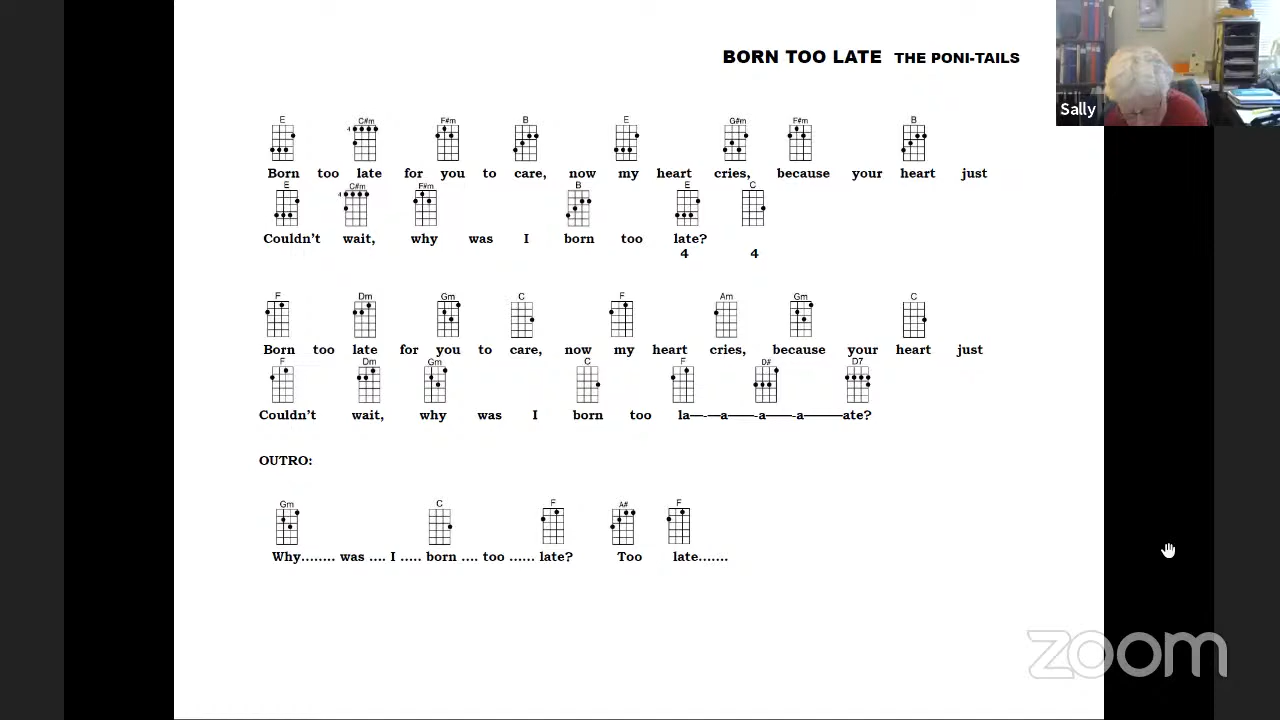 BORN TOO LATE THE PONI-TAILS
Sally
E C#m F#m B E G#m F#m B
4
Born too late for you to care, now my heart cries, because your heart just
E C#m F#m B E C
4
Couldn't wait, why was I born too late?
4 4
F Dm Gm C F Am Gm C
Born too late for you to care, now my heart cries, because your heart just
F Dm Gm C F D# D7
Couldn't wait, why was I born too la—-—a——-a——-a———ate?
OUTRO:
Gm C F A# F
Why........ was .... I ..... born .... too ...... late? Too late.......
zoom